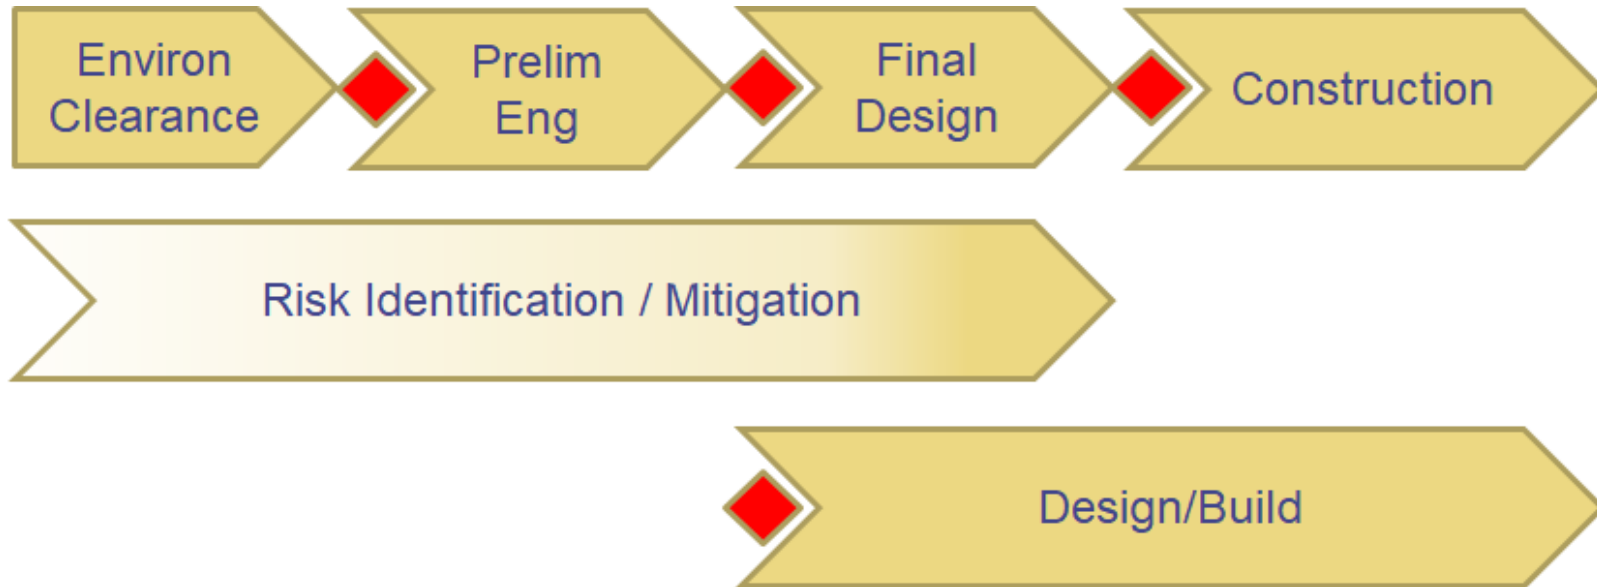 Environ
Clearance
Prelim
Eng
Final
Design
Construction
Risk Identification / Mitigation
Design/Build